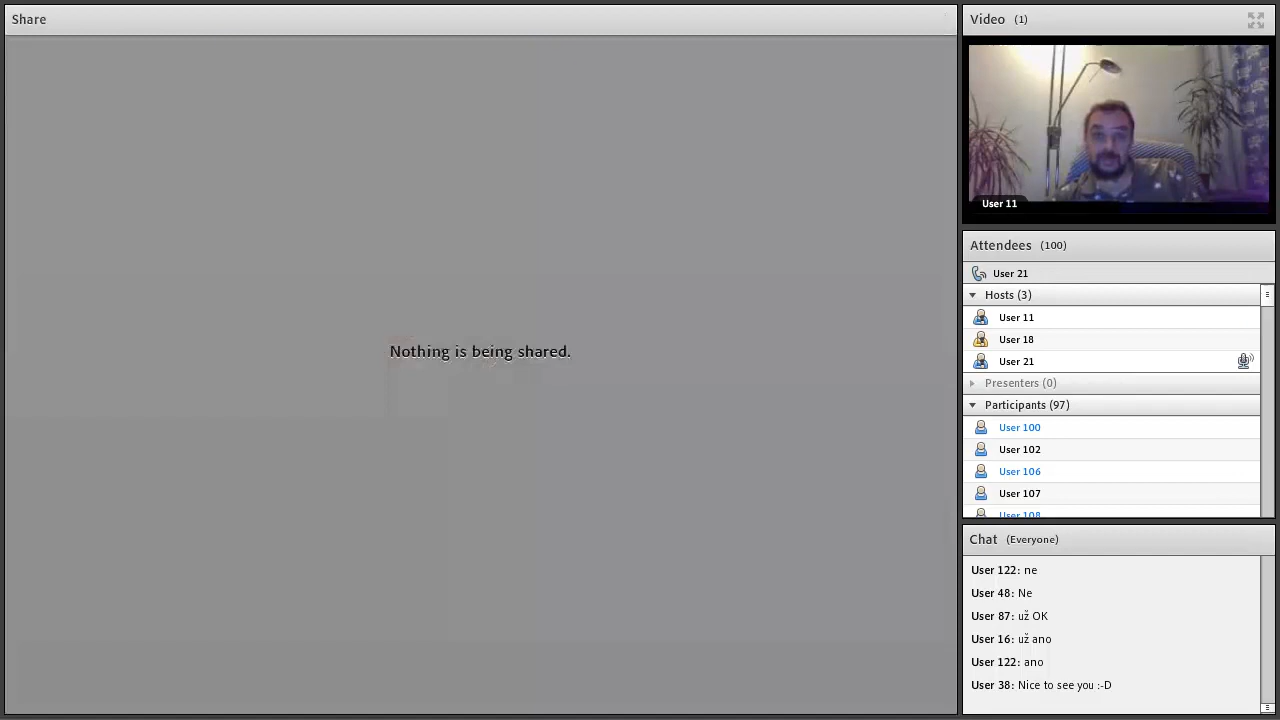 Share
Nothing is being shared.
Video (1)
User 11
Attendees (100)
User 21
Hosts (3)
User 11
User 18
User 21
Presenters (0)
Participants (97)
User 100
User 102
User 106
User 107
User 108
Chat (Everyone)
User 122: ne
User 48: Ne
User 87: už OK
User 16: už ano
User 122: ano
User 38: Nice to see you :-D